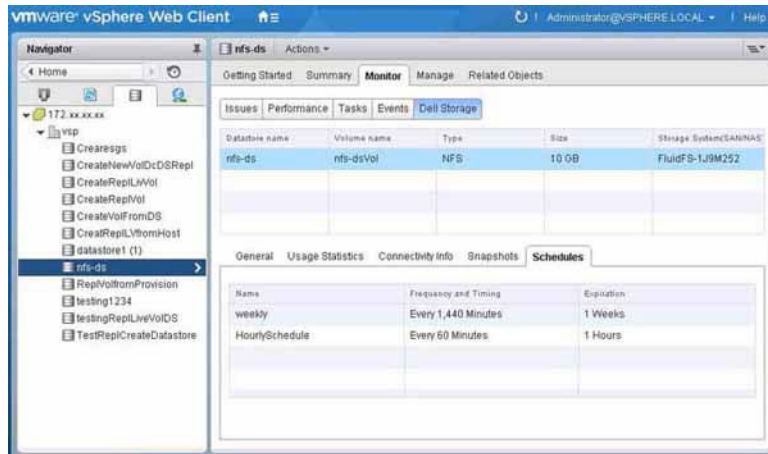 vmware® vSphere Web Client
Administrator@VSPHERE.LOCAL
Help
Navigator
Home
172.xx.xx.xx
vsp
Crearesgs
CreateNewVolDcDSRepl
CreateReplLivVol
CreateReplVol
CreateVolFromDS
CreatReplLVfromHost
datastore1 (1)
nfs-ds
ReplVolfromProvision
testing1234
testingReplLiveVolDS
TestReplCreateDatastore
nfs-ds Actions
Getting Started Summary Monitor Manage Related Objects
Issues Performance Tasks Events Dell Storage
Datastore name Volume name Type Size Storage System(SAN/NAS
nfs-ds nfs-dsVol NFS 10 GB FluidFS-1J9M252
General Usage Statistics Connectivity Info Snapshots Schedules
Name Frequency and Timing Expiration
weekly Every 1,440 Minutes 1 Weeks
HourlySchedule Every 60 Minutes 1 Hours